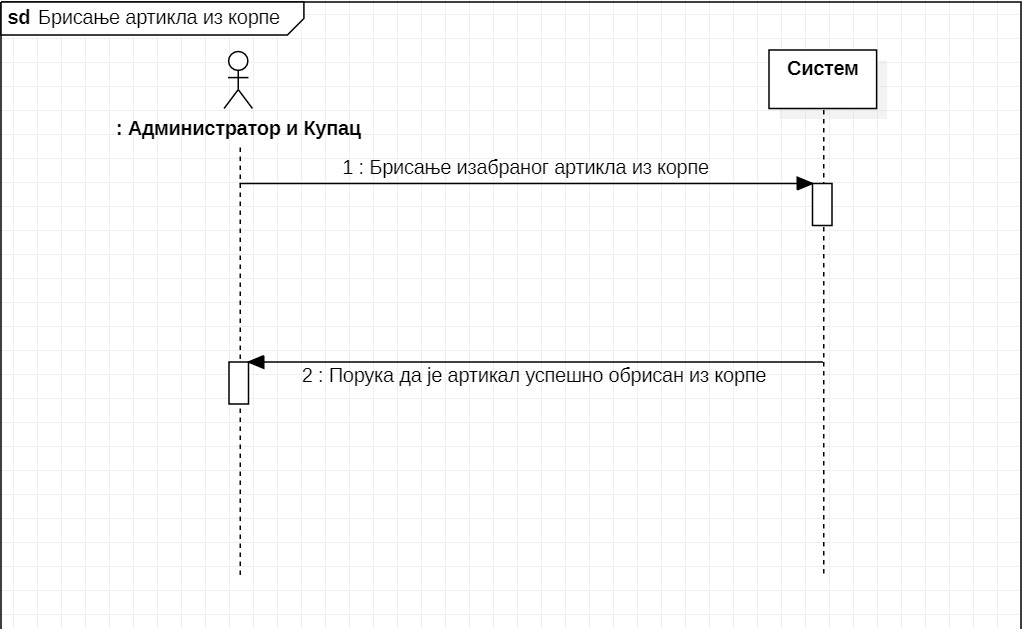 sd Брисање артикла из корпе
Систем
: Администратор и Купац
1 : Брисање изабраног артикла из корпе
2 : Порука да је артикал успешно обрисан из корпе